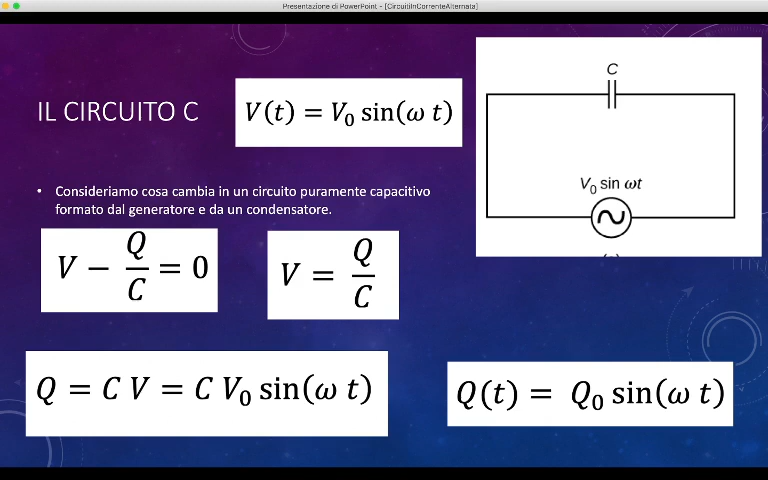 Presentazione di PowerPoint - [CircuitiInCorrenteAlternata]
IL CIRCUITO C
V(t) = V₀ sin(ω t)
C
V₀ sin ωt
• Consideriamo cosa cambia in un circuito puramente capacitivo
formato dal generatore e da un condensatore.
V − Q/C = 0
V = Q/C
Q = C V = C V₀ sin(ω t)
Q(t) = Q₀ sin(ω t)